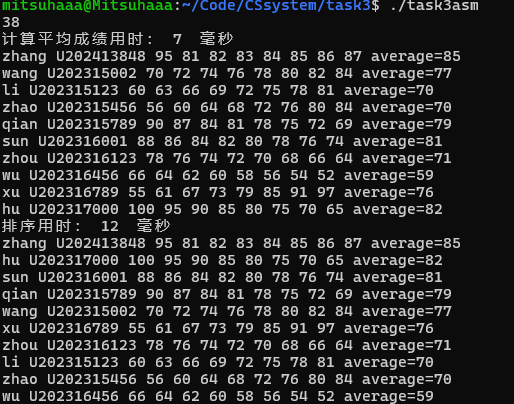 mitsuhaaa@Mitsuhaaa:~/Code/CSsystem/task3$ ./task3asm
38
计算平均成绩用时： 7 毫秒
zhang U202413848 95 81 82 83 84 85 86 87 average=85
wang U202315002 70 72 74 76 78 80 82 84 average=77
li U202315123 60 63 66 69 72 75 78 81 average=70
zhao U202315456 56 60 64 68 72 76 80 84 average=70
qian U202315789 90 87 84 81 78 75 72 69 average=79
sun U202316001 88 86 84 82 80 78 76 74 average=81
zhou U202316123 78 76 74 72 70 68 66 64 average=71
wu U202316456 66 64 62 60 58 56 54 52 average=59
xu U202316789 55 61 67 73 79 85 91 97 average=76
hu U202317000 100 95 90 85 80 75 70 65 average=82
排序用时： 12 毫秒
zhang U202413848 95 81 82 83 84 85 86 87 average=85
hu U202317000 100 95 90 85 80 75 70 65 average=82
sun U202316001 88 86 84 82 80 78 76 74 average=81
qian U202315789 90 87 84 81 78 75 72 69 average=79
wang U202315002 70 72 74 76 78 80 82 84 average=77
xu U202316789 55 61 67 73 79 85 91 97 average=76
zhou U202316123 78 76 74 72 70 68 66 64 average=71
li U202315123 60 63 66 69 72 75 78 81 average=70
zhao U202315456 56 60 64 68 72 76 80 84 average=70
wu U202316456 66 64 62 60 58 56 54 52 average=59